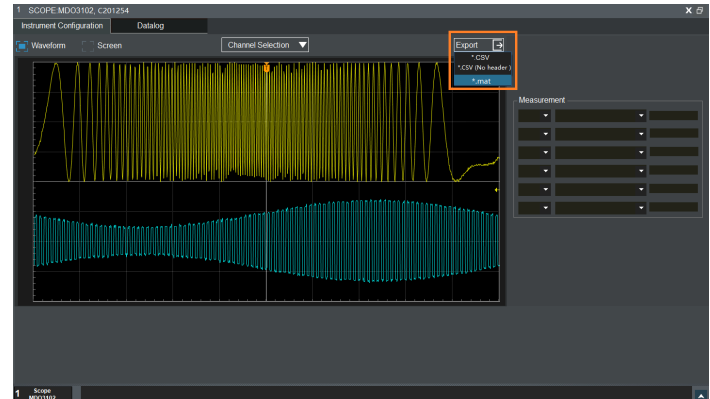 1 SCOPE:MDO3102, C201254
Instrument Configuration Datalog
Waveform Screen Channel Selection Export
*.CSV
*.CSV (No header )
*.mat
Measurement
T
1 Scope
MDO3102